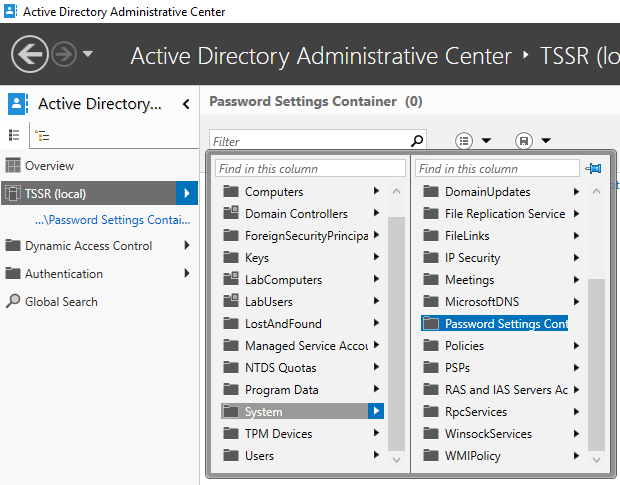 Active Directory Administrative Center
Active Directory Administrative Center • TSSR (lo
Active Directory...
Overview
TSSR (local)
...\Password Settings Contai...
Dynamic Access Control
Authentication
Global Search
Password Settings Container (0)
Filter
Find in this column
Computers
Domain Controllers
ForeignSecurityPrincipa
Keys
LabComputers
LabUsers
LostAndFound
Managed Service Accou
NTDS Quotas
Program Data
System
TPM Devices
Users
Find in this column
DomainUpdates
File Replication Service
FileLinks
IP Security
Meetings
MicrosoftDNS
Password Settings Cont
Policies
PSPs
RAS and IAS Servers Ac
RpcServices
WinsockServices
WMIPolicy